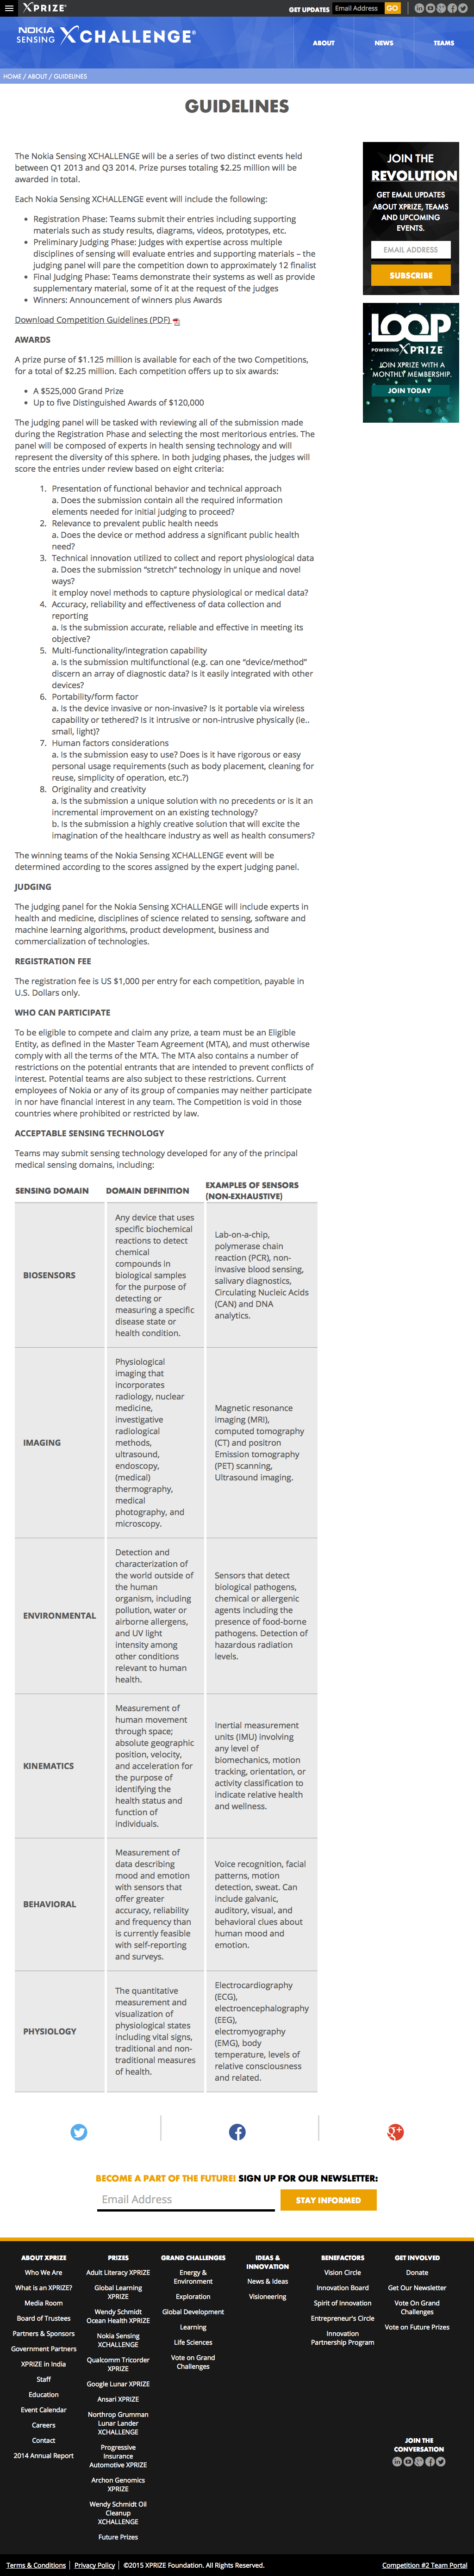 XPRIZE
GET UPDATES Email Address GO
NOKIA SENSING XCHALLENGE
ABOUT NEWS TEAMS
HOME / ABOUT / GUIDELINES
GUIDELINES
The Nokia Sensing XCHALLENGE will be a series of two distinct events held
between Q1 2013 and Q3 2014. Prize purses totaling $2.25 million will be
awarded in total.
Each Nokia Sensing XCHALLENGE event will include the following:
Registration Phase: Teams submit their entries including supporting
materials such as study results, diagrams, videos, prototypes, etc.
Preliminary Judging Phase: Judges with expertise across multiple
disciplines of sensing will evaluate entries and supporting materials – the
judging panel will pare the competition down to approximately 12 finalist
Final Judging Phase: Teams demonstrate their systems as well as provide
supplementary material, some of it at the request of the judges
Winners: Announcement of winners plus Awards
Download Competition Guidelines (PDF)
AWARDS
A prize purse of $1.125 million is available for each of the two Competitions,
for a total of $2.25 million. Each competition offers up to six awards:
A $525,000 Grand Prize
Up to five Distinguished Awards of $120,000
The judging panel will be tasked with reviewing all of the submission made
during the Registration Phase and selecting the most meritorious entries. The
panel will be composed of experts in health sensing technology and will
represent the diversity of this sphere. In both judging phases, the judges will
score the entries under review based on eight criteria:
1. Presentation of functional behavior and technical approach
a. Does the submission contain all the required information
elements needed for initial judging to proceed?
2. Relevance to prevalent public health needs
a. Does the device or method address a significant public health
need?
3. Technical innovation utilized to collect and report physiological data
a. Does the submission “stretch” technology in unique and novel
ways?
it employ novel methods to capture physiological or medical data?
4. Accuracy, reliability and effectiveness of data collection and
reporting
a. Is the submission accurate, reliable and effective in meeting its
objective?
5. Multi-functionality/integration capability
a. Is the submission multifunctional (e.g. can one “device/method”
discern an array of diagnostic data? Is it easily integrated with other
devices?
6. Portability/form factor
a. Is the device invasive or non-invasive? Is it portable via wireless
capability or tethered? Is it intrusive or non-intrusive physically (ie..
small, light)?
7. Human factors considerations
a. Is the submission easy to use? Does is have rigorous or easy
personal usage requirements (such as body placement, cleaning for
reuse, simplicity of operation, etc.?)
8. Originality and creativity
a. Is the submission a unique solution with no precedents or is it an
incremental improvement on an existing technology?
b. Is the submission a highly creative solution that will excite the
imagination of the healthcare industry as well as health consumers?
The winning teams of the Nokia Sensing XCHALLENGE event will be
determined according to the scores assigned by the expert judging panel.
JUDGING
The judging panel for the Nokia Sensing XCHALLENGE will include experts in
health and medicine, disciplines of science related to sensing, software and
machine learning algorithms, product development, business and
commercialization of technologies.
REGISTRATION FEE
The registration fee is US $1,000 per entry for each competition, payable in
U.S. Dollars only.
WHO CAN PARTICIPATE
To be eligible to compete and claim any prize, a team must be an Eligible
Entity, as defined in the Master Team Agreement (MTA), and must otherwise
comply with all the terms of the MTA. The MTA also contains a number of
restrictions on the potential entrants that are intended to prevent conflicts of
interest. Potential teams are also subject to these restrictions. Current
employees of Nokia or any of its group of companies may neither participate
in nor have financial interest in any team. The Competition is void in those
countries where prohibited or restricted by law.
ACCEPTABLE SENSING TECHNOLOGY
Teams may submit sensing technology developed for any of the principal
medical sensing domains, including:
SENSING DOMAIN
DOMAIN DEFINITION
EXAMPLES OF SENSORS
(NON-EXHAUSTIVE)
BIOSENSORS
Any device that uses
specific biochemical
reactions to detect
chemical
compounds in
biological samples
for the purpose of
detecting or
measuring a specific
disease state or
health condition.
Lab-on-a-chip,
polymerase chain
reaction (PCR), non-
invasive blood sensing,
salivary diagnostics,
Circulating Nucleic Acids
(CAN) and DNA
analytics.
IMAGING
Physiological
imaging that
incorporates
radiology, nuclear
medicine,
investigative
radiological
methods,
ultrasound,
endoscopy,
(medical)
thermography,
medical
photography, and
microscopy.
Magnetic resonance
imaging (MRI),
computed tomography
(CT) and positron
Emission tomography
(PET) scanning,
Ultrasound imaging.
ENVIRONMENTAL
Detection and
characterization of
the world outside of
the human
organism, including
pollution, water or
airborne allergens,
and UV light
intensity among
other conditions
relevant to human
health.
Sensors that detect
biological pathogens,
chemical or allergenic
agents including the
presence of food-borne
pathogens. Detection of
hazardous radiation
levels.
KINEMATICS
Measurement of
human movement
through space;
absolute geographic
position, velocity,
and acceleration for
the purpose of
identifying the
health status and
function of
individuals.
Inertial measurement
units (IMU) involving
any level of
biomechanics, motion
tracking, orientation, or
activity classification to
indicate relative health
and wellness.
BEHAVIORAL
Measurement of
data describing
mood and emotion
with sensors that
offer greater
accuracy, reliability
and frequency than
is currently feasible
with self-reporting
and surveys.
Voice recognition, facial
patterns, motion
detection, sweat. Can
include galvanic,
auditory, visual, and
behavioral clues about
human mood and
emotion.
PHYSIOLOGY
The quantitative
measurement and
visualization of
physiological states
including vital signs,
traditional and non-
traditional measures
of health.
Electrocardiography
(ECG),
electroencephalography
(EEG),
electromyography
(EMG), body
temperature, levels of
relative consciousness
and related.
JOIN THE
REVOLUTION
GET EMAIL UPDATES
ABOUT XPRIZE, TEAMS
AND UPCOMING
EVENTS.
EMAIL ADDRESS
SUBSCRIBE
LOOP
POWERING XPRIZE
JOIN XPRIZE WITH A
MONTHLY MEMBERSHIP.
JOIN TODAY
BECOME A PART OF THE FUTURE! SIGN UP FOR OUR NEWSLETTER:
Email Address
STAY INFORMED
ABOUT XPRIZE
Who We Are
What is an XPRIZE?
Media Room
Board of Trustees
Partners & Sponsors
Government Partners
XPRIZE in India
Staff
Education
Event Calendar
Careers
Contact
2014 Annual Report
PRIZES
Adult Literacy XPRIZE
Global Learning
XPRIZE
Wendy Schmidt
Ocean Health XPRIZE
Nokia Sensing
XCHALLENGE
Qualcomm Tricorder
XPRIZE
Google Lunar XPRIZE
Ansari XPRIZE
Northrop Grumman
Lunar Lander
XCHALLENGE
Progressive
Insurance
Automotive XPRIZE
Archon Genomics
XPRIZE
Wendy Schmidt Oil
Cleanup
XCHALLENGE
Future Prizes
GRAND CHALLENGES
Energy &
Environment
Exploration
Global Development
Learning
Life Sciences
Vote on Grand
Challenges
IDEAS &
INNOVATION
News & Ideas
Visioneering
BENEFACTORS
Vision Circle
Innovation Board
Spirit of Innovation
Entrepreneur's Circle
Innovation
Partnership Program
GET INVOLVED
Donate
Get Our Newsletter
Vote On Grand
Challenges
Vote on Future Prizes
JOIN THE
CONVERSATION
Terms & Conditions | Privacy Policy | ©2015 XPRIZE Foundation. All Rights Reserved.
Competition #2 Team Portal